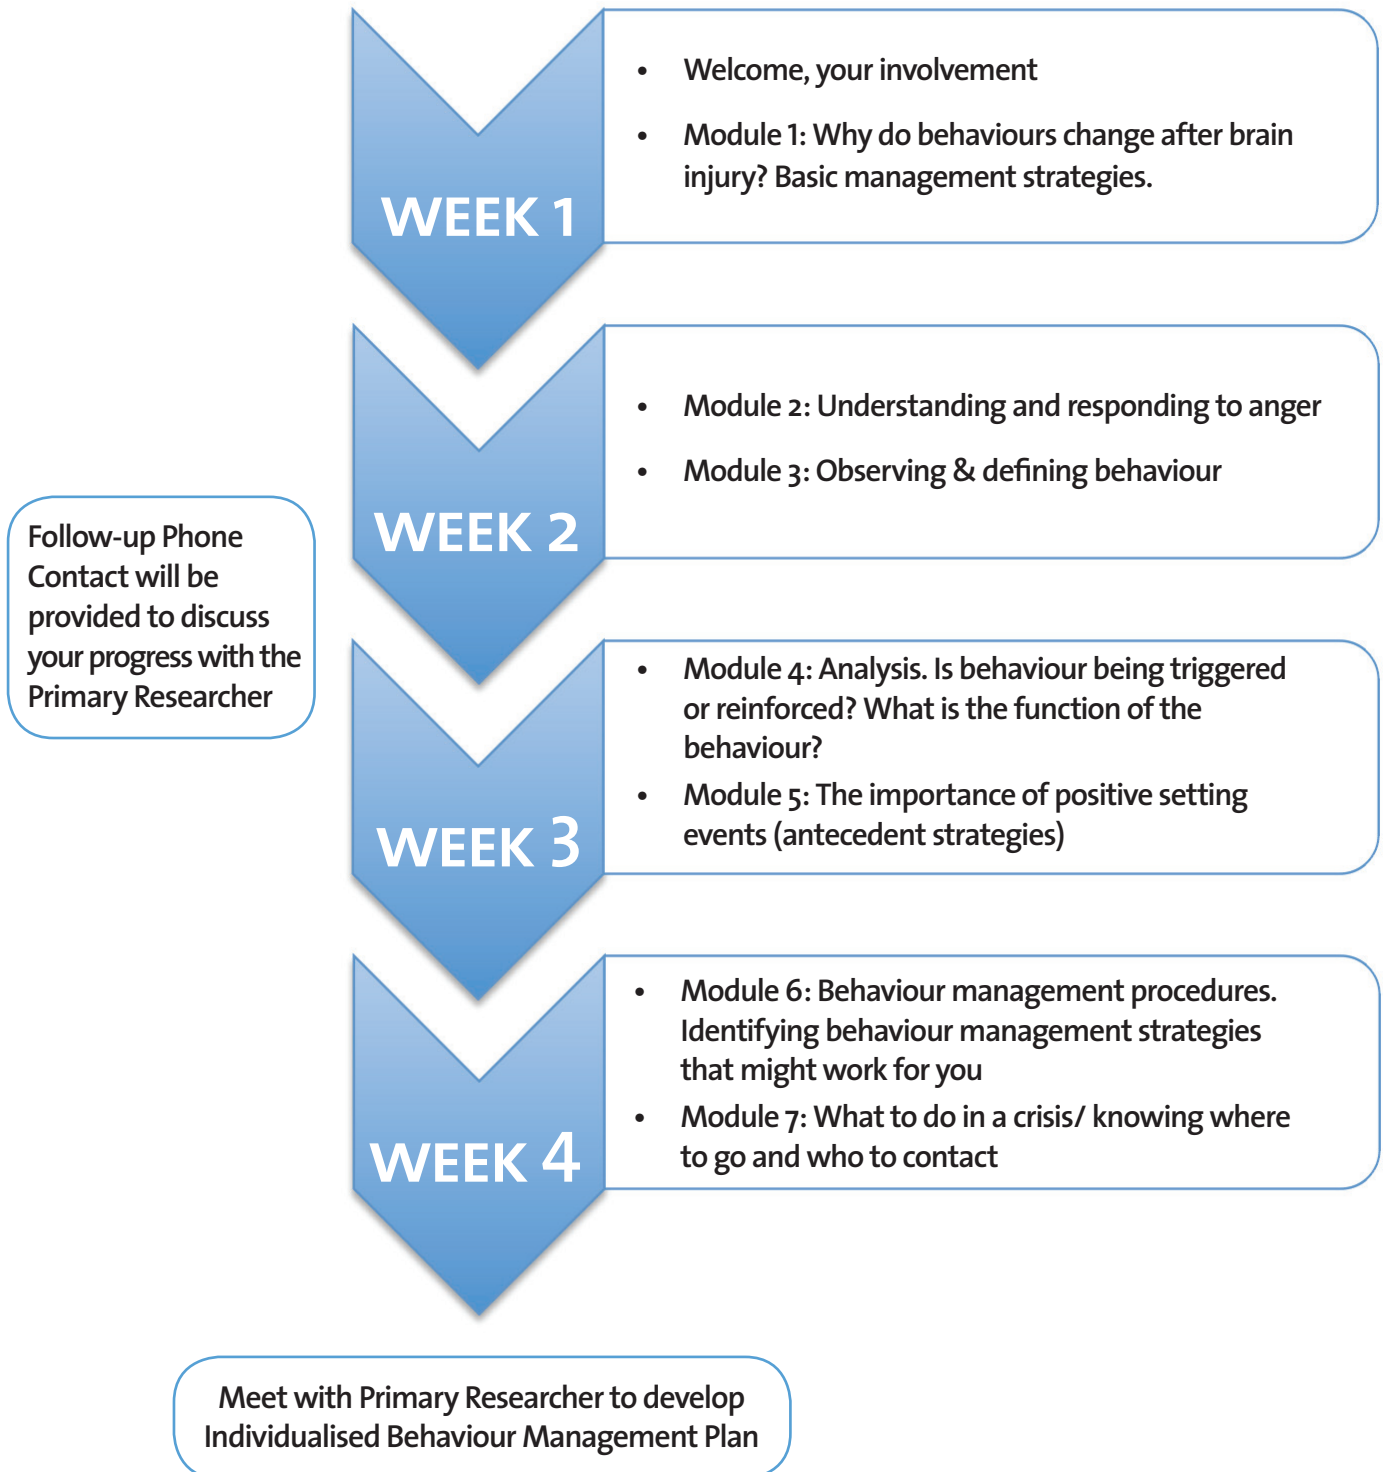 WEEK 1
• Welcome, your involvement
• Module 1: Why do behaviours change after brain
injury? Basic management strategies.
WEEK 2
• Module 2: Understanding and responding to anger
• Module 3: Observing & defining behaviour
Follow-up Phone
Contact will be
provided to discuss
your progress with the
Primary Researcher
WEEK 3
• Module 4: Analysis. Is behaviour being triggered
or reinforced? What is the function of the
behaviour?
• Module 5: The importance of positive setting
events (antecedent strategies)
WEEK 4
• Module 6: Behaviour management procedures.
Identifying behaviour management strategies
that might work for you
• Module 7: What to do in a crisis/ knowing where
to go and who to contact
Meet with Primary Researcher to develop
Individualised Behaviour Management Plan